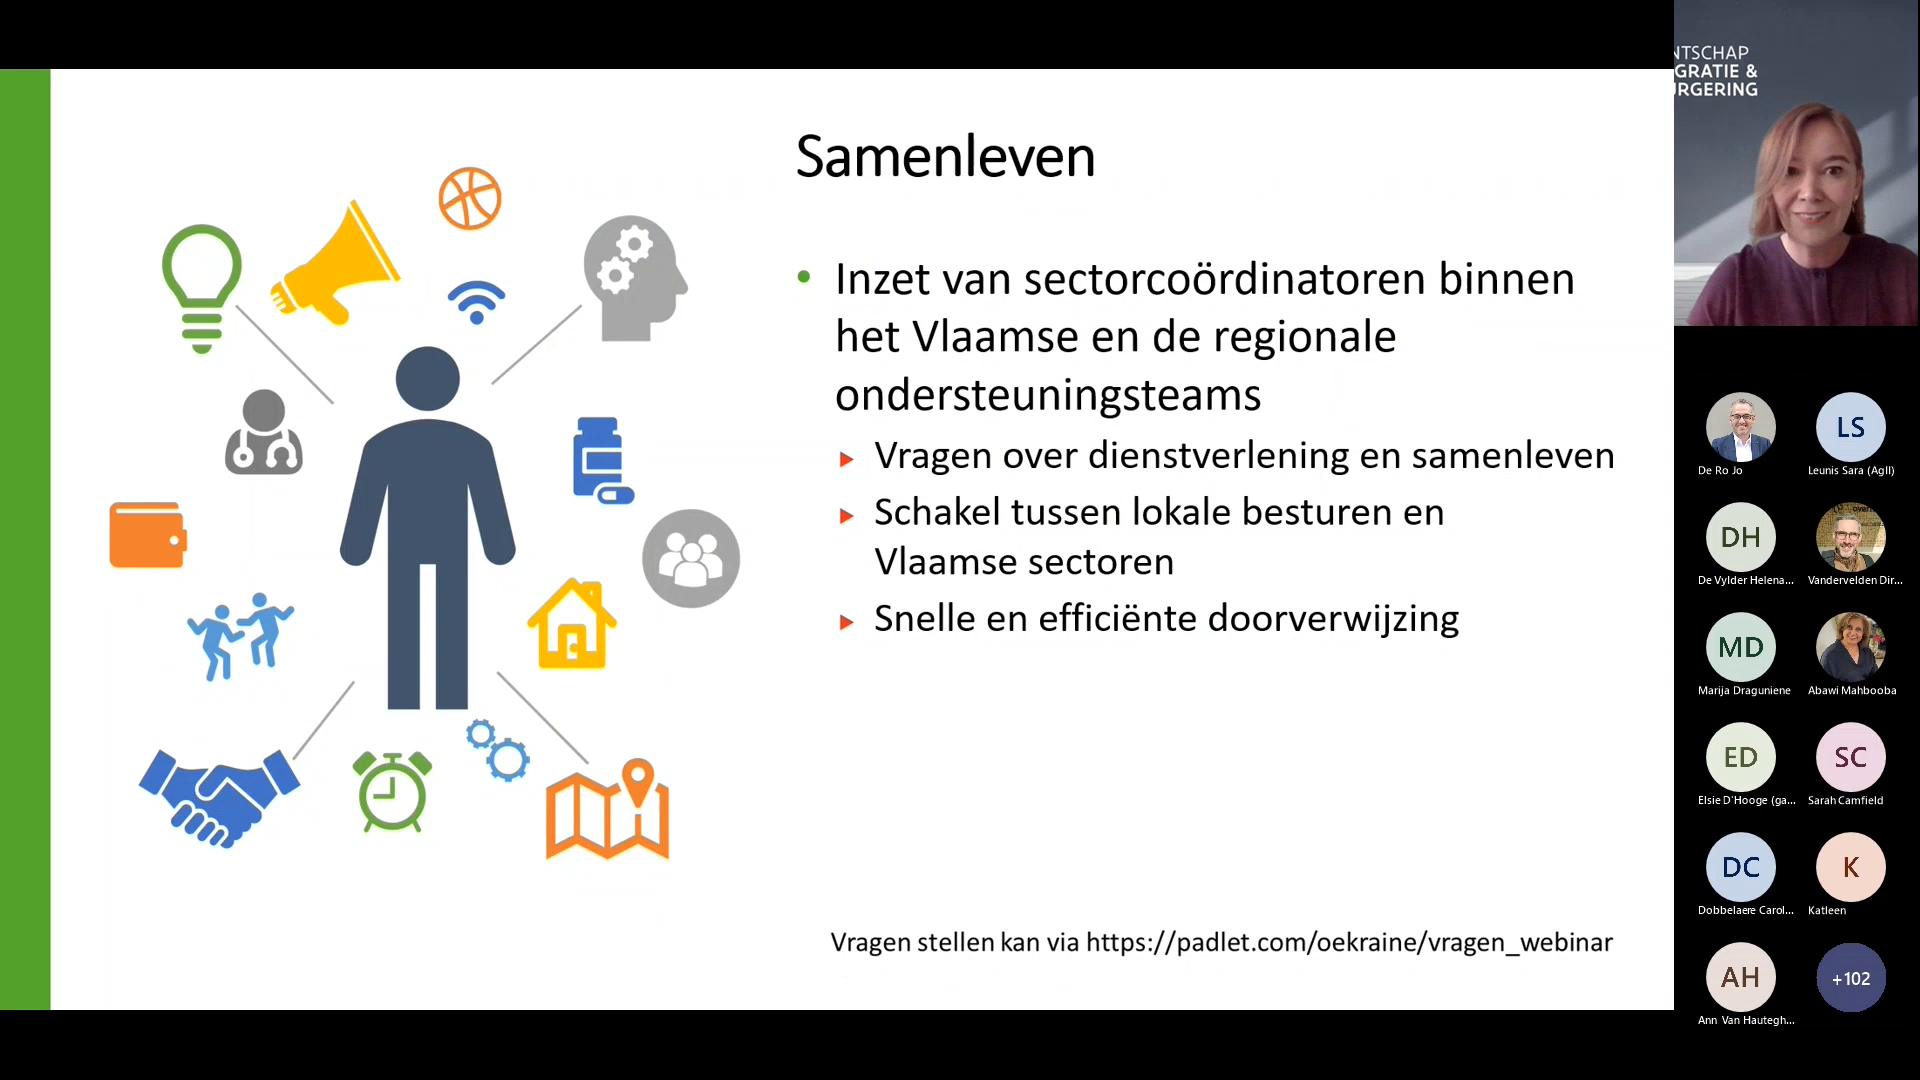 Samenleven
• Inzet van sectorcoördinatoren binnen
het Vlaamse en de regionale
ondersteuningsteams
Vragen over dienstverlening en samenleven
Schakel tussen lokale besturen en
Vlaamse sectoren
Snelle en efficiënte doorverwijzing
Vragen stellen kan via https://padlet.com/oekraine/vragen_webinar
NTSCHAP
GRATIE &
URGERING
De Ro Jo
LS
Leunis Sara (AgII)
DH
De Vylder Helena...
Vandervelden Dir...
MD
Marija Draguniene
Abawi Mahbooba
ED
Elsie D'Hooge (ga...
SC
Sarah Camfield
DC
Dobbelaere Carol...
K
Katleen
AH
Ann Van Hautegh...
+102